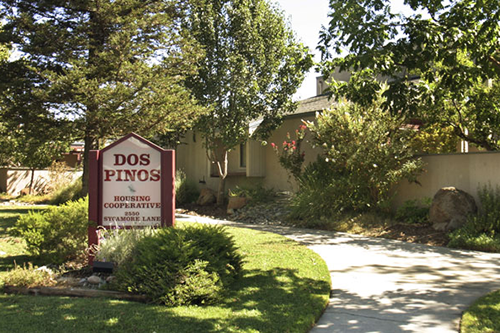 DOS
PINOS
HOUSING
COOPERATIVE
2550
SYCAMORE LANE